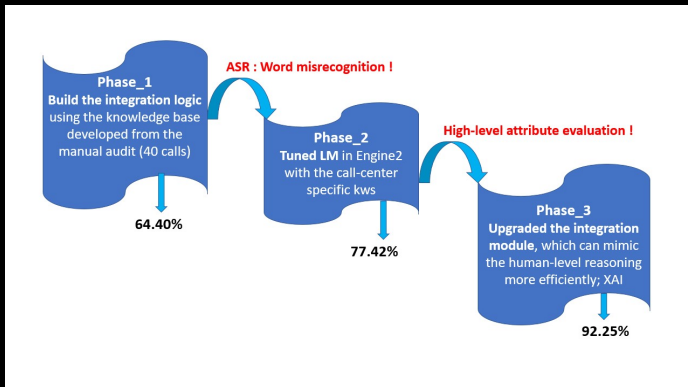 Phase_1
Build the integration logic
using the knowledge base
developed from the
manual audit (40 calls)
64.40%
ASR : Word misrecognition !
Phase_2
Tuned LM in Engine2
with the call-center
specific kws
77.42%
High-level attribute evaluation !
Phase_3
Upgraded the integration
module, which can mimic
the human-level reasoning
more efficiently; XAI
92.25%